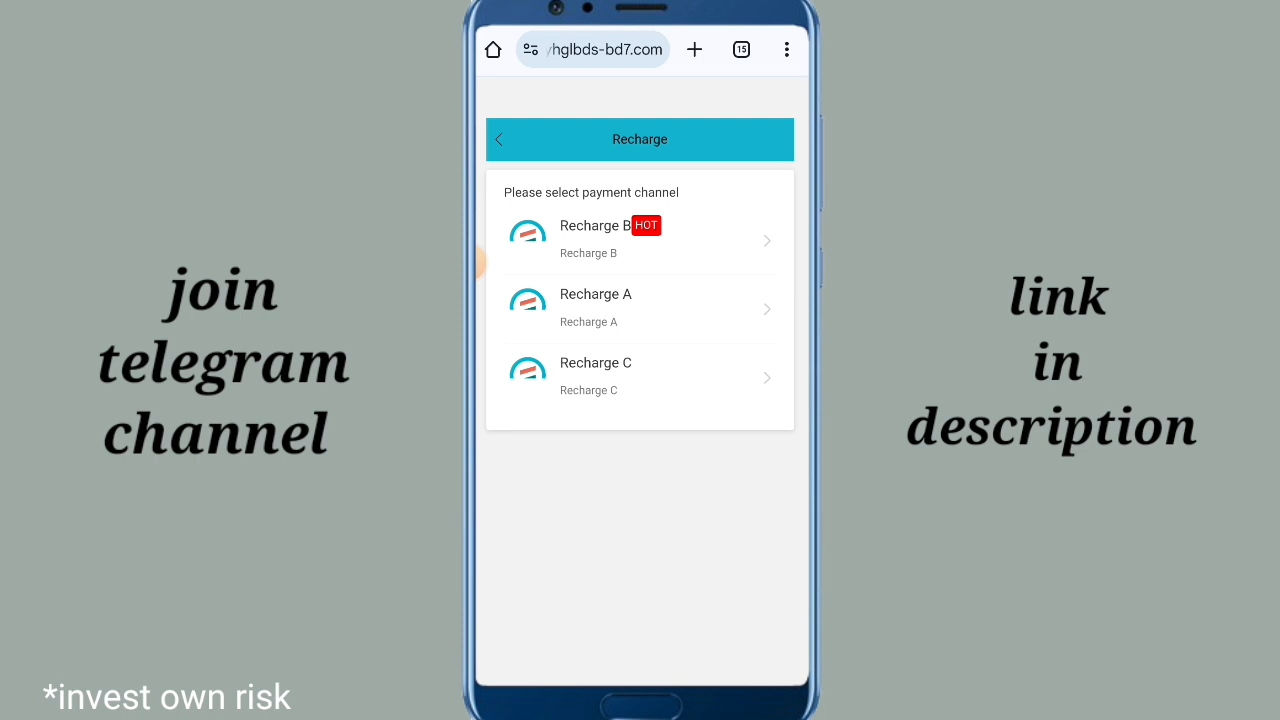 /hglbds-bd7.com
15
Recharge
Please select payment channel
Recharge B HOT
Recharge B
Recharge A
Recharge A
Recharge C
Recharge C
join
telegram
channel
link
in
description
*invest own risk